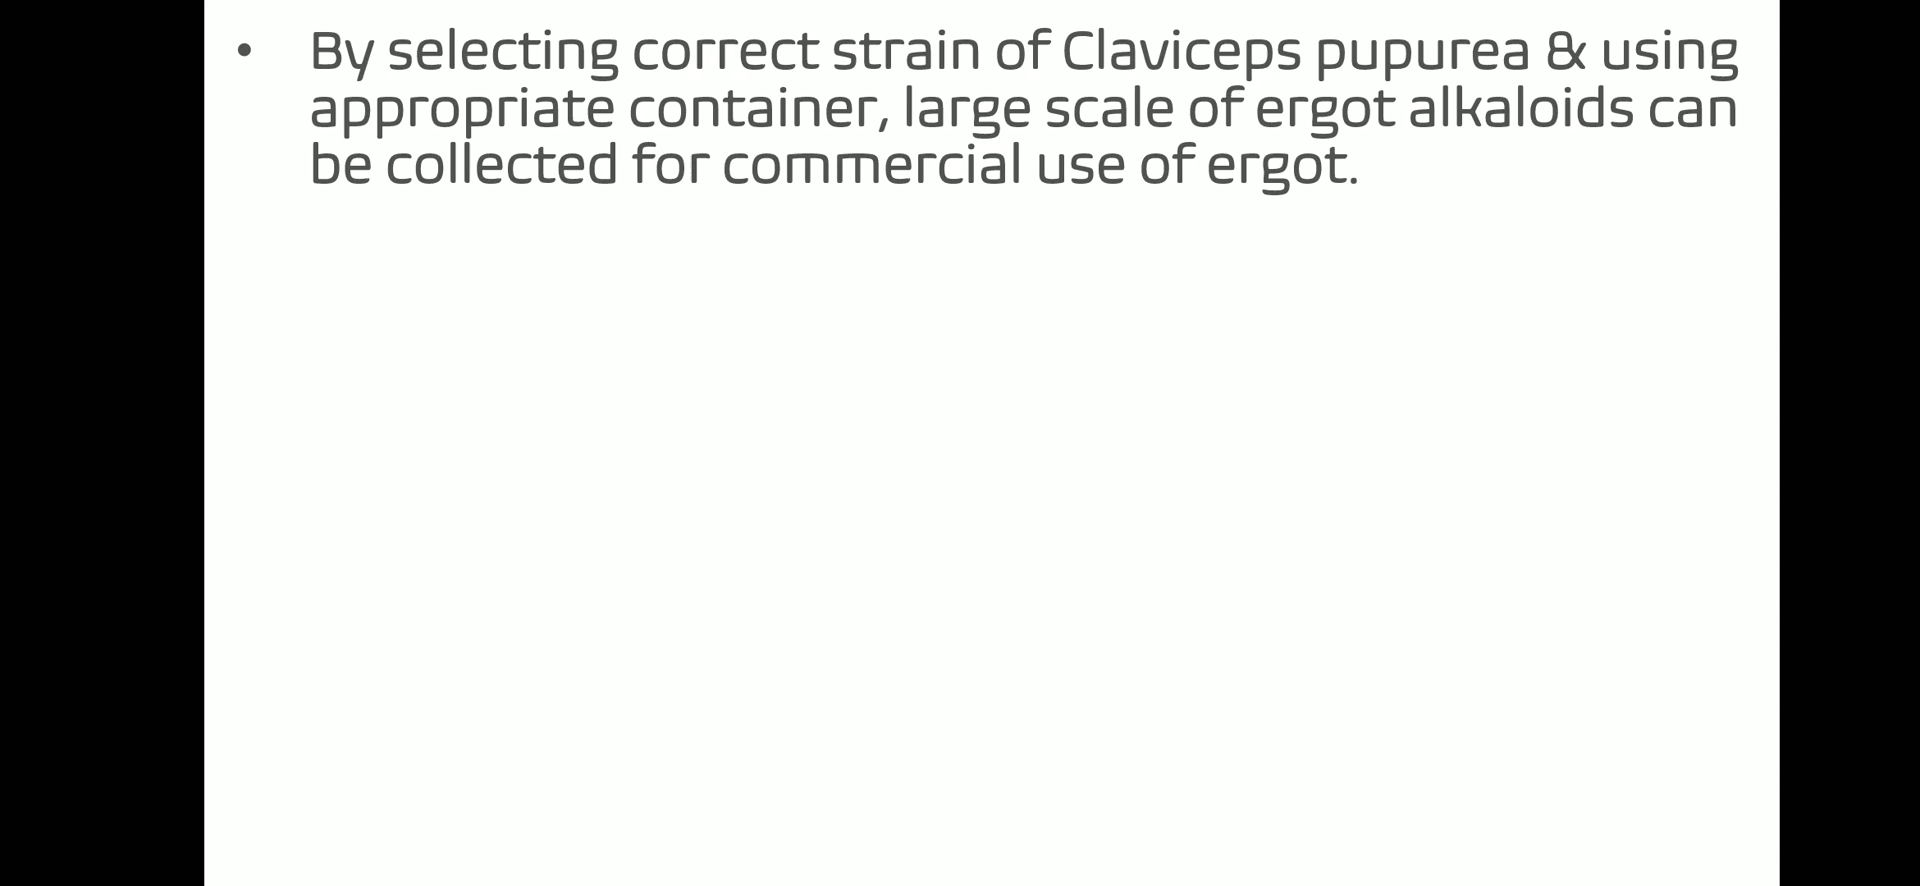 • By selecting correct strain of Claviceps pupurea & using
appropriate container, large scale of ergot alkaloids can
be collected for commercial use of ergot.